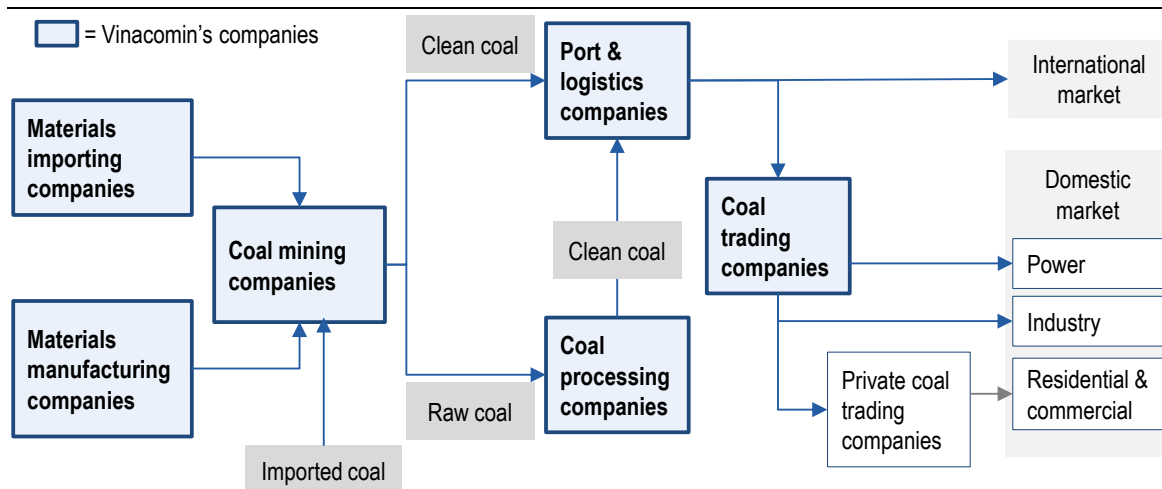 = Vinacomin's companies
Materials
importing
companies
Materials
manufacturing
companies
Coal mining
companies
Imported coal
Clean coal
Raw coal
Port &
logistics
companies
Clean coal
Coal
processing
companies
Coal
trading
companies
Private coal
trading
companies
International
market
Domestic
market
Power
Industry
Residential &
commercial